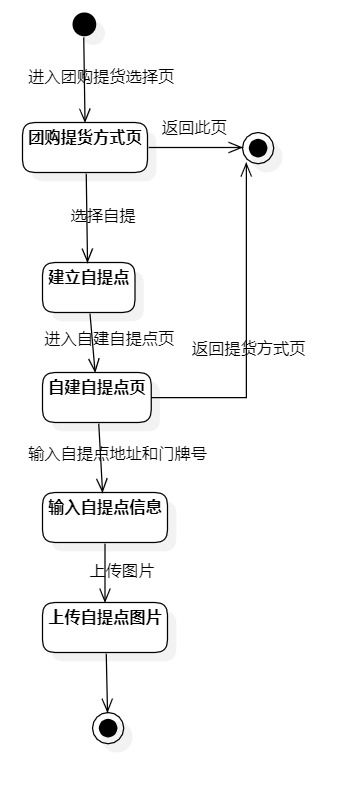 进入团购提货选择页
团购提货方式页
返回此页
选择自提
建立自提点
进入自建自提点页
返回提货方式页
自建自提点页
输入自提点地址和门牌号
输入自提点信息
上传图片
上传自提点图片